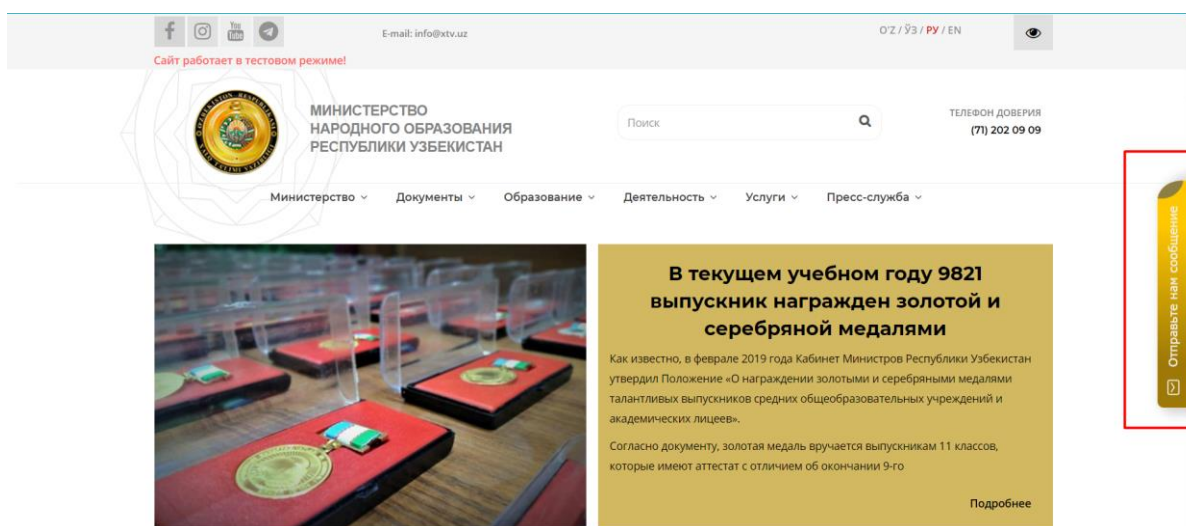 You
Tube
E-mail: info@xtv.uz
O'Z / ЎЗ / РУ / EN
Сайт работает в тестовом режиме!
МИНИСТЕРСТВО
НАРОДНОГО ОБРАЗОВАНИЯ
РЕСПУБЛИКИ УЗБЕКИСТАН
Поиск
ТЕЛЕФОН ДОВЕРИЯ
(71) 202 09 09
Министерство Документы Образование Деятельность Услуги Пресс-служба
Отправьте нам сообщение
В текущем учебном году 9821
выпускник награжден золотой и
серебряной медалями
Как известно, в феврале 2019 года Кабинет Министров Республики Узбекистан
утвердил Положение «О награждении золотыми и серебряными медалями
талантливых выпускников средних общеобразовательных учреждений и
академических лицеев».
Согласно документу, золотая медаль вручается выпускникам 11 классов,
которые имеют аттестат с отличием об окончании 9-го
Подробнее